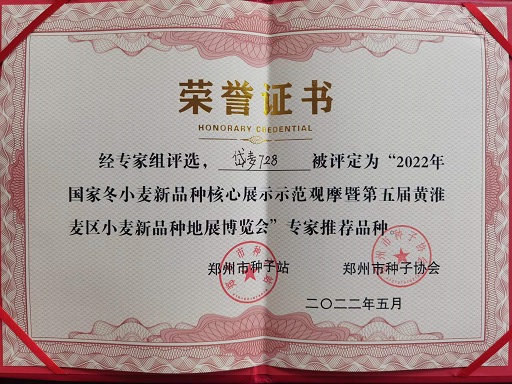 荣誉证书
HONORARY CREDENTIAL
经专家组评选，岱麦728被评定为“2022年
国家冬小麦新品种核心展示示范观摩暨第五届黄淮
麦区小麦新品种地展博览会”专家推荐品种
郑州市种子站 郑州市种子协会
二〇二二年五月